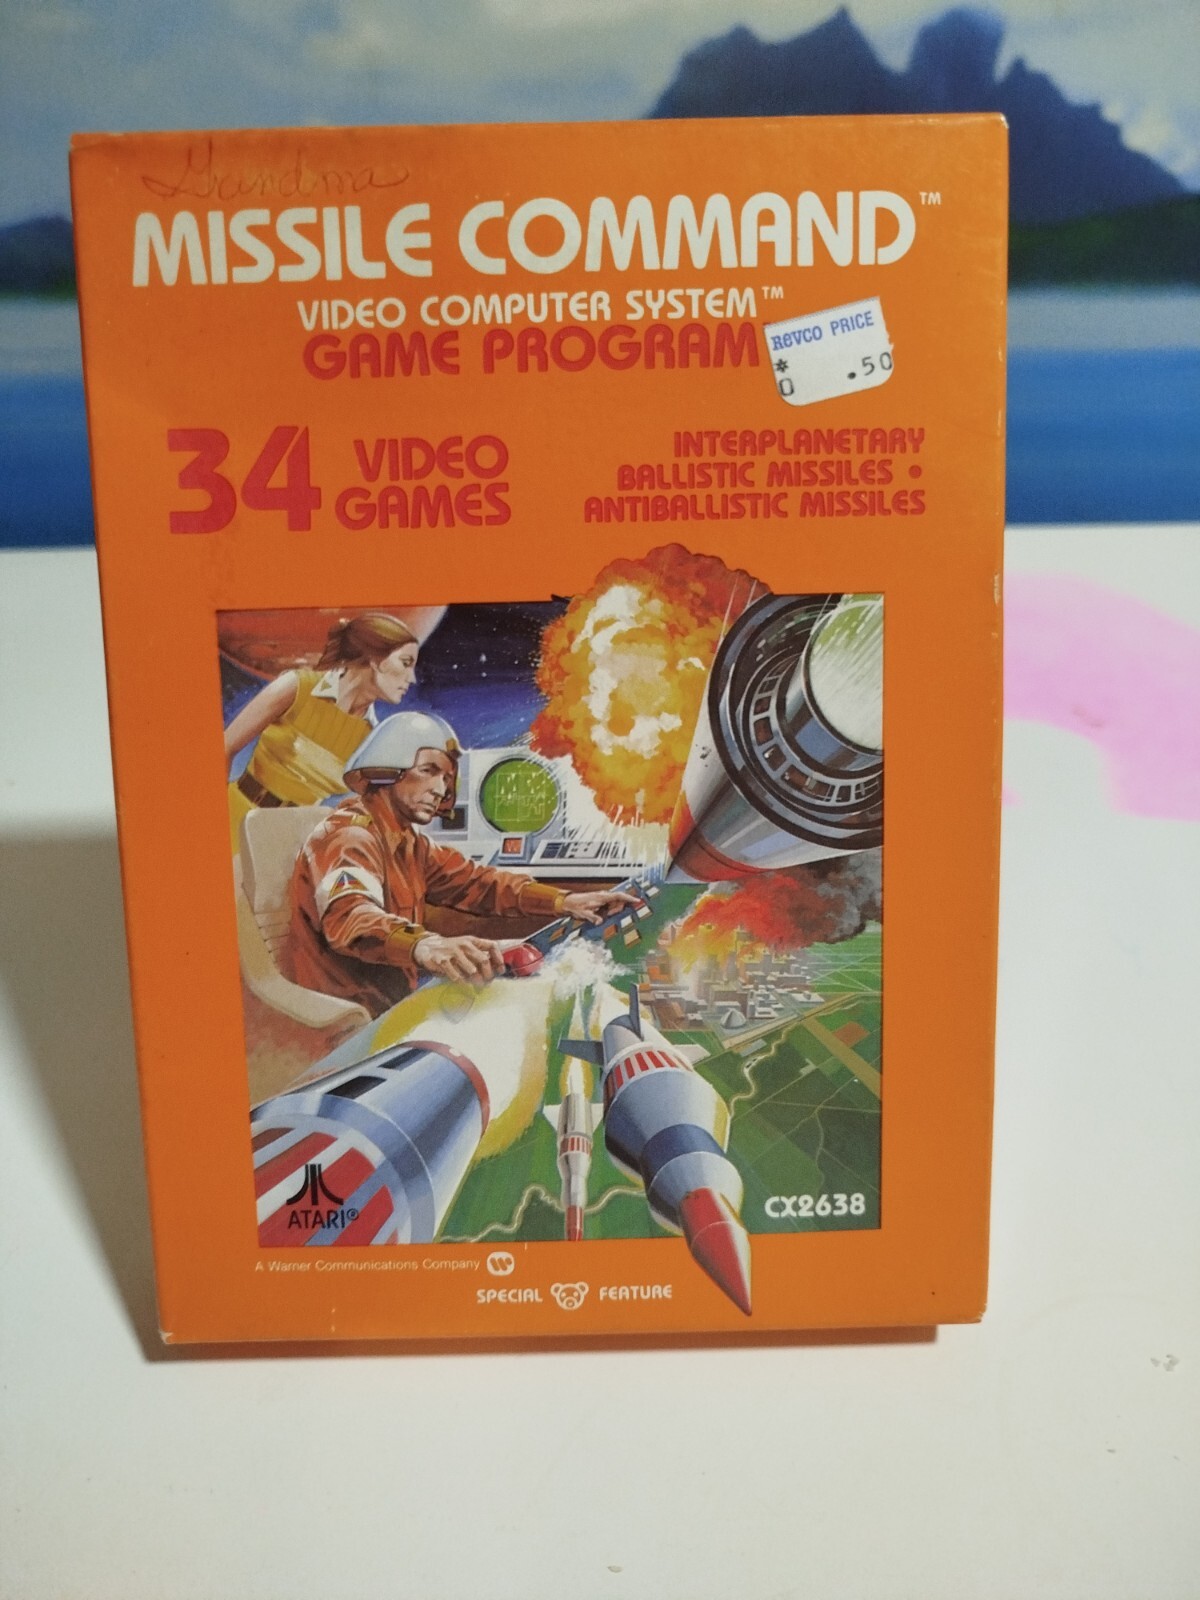 Grandma
MISSILE COMMAND™
VIDEO COMPUTER SYSTEM™
GAME PROGRAM
REVCO PRICE
* .50
0
34 VIDEO GAMES
INTERPLANETARY
BALLISTIC MISSILES •
ANTIBALLISTIC MISSILES
ATARI®
CX2638
A Warner Communications Company
SPECIAL FEATURE